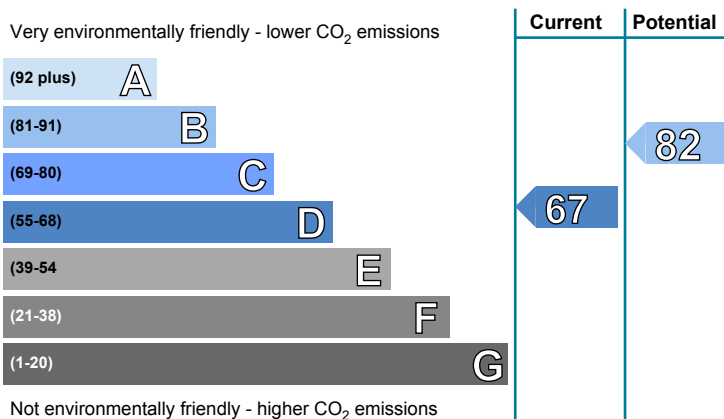 Current Potential
Very environmentally friendly - lower CO2 emissions
(92 plus) A
(81-91) B
82
(69-80) C
(55-68) D
67
(39-54 E
(21-38) F
(1-20) G
Not environmentally friendly - higher CO2 emissions